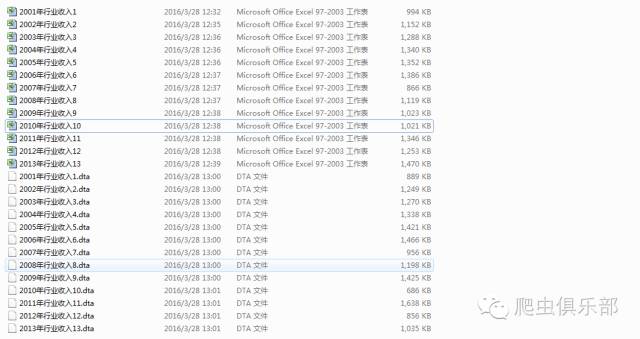 2001年行业收入1 2016/3/28 12:32 Microsoft Office Excel 97-2003 工作表 994 KB
2002年行业收入2 2016/3/28 12:35 Microsoft Office Excel 97-2003 工作表 1,152 KB
2003年行业收入3 2016/3/28 12:36 Microsoft Office Excel 97-2003 工作表 1,288 KB
2004年行业收入4 2016/3/28 12:36 Microsoft Office Excel 97-2003 工作表 1,340 KB
2005年行业收入5 2016/3/28 12:36 Microsoft Office Excel 97-2003 工作表 1,352 KB
2006年行业收入6 2016/3/28 12:37 Microsoft Office Excel 97-2003 工作表 1,386 KB
2007年行业收入7 2016/3/28 12:37 Microsoft Office Excel 97-2003 工作表 866 KB
2008年行业收入8 2016/3/28 12:37 Microsoft Office Excel 97-2003 工作表 1,119 KB
2009年行业收入9 2016/3/28 12:38 Microsoft Office Excel 97-2003 工作表 1,023 KB
2010年行业收入10 2016/3/28 12:38 Microsoft Office Excel 97-2003 工作表 1,021 KB
2011年行业收入11 2016/3/28 12:38 Microsoft Office Excel 97-2003 工作表 1,346 KB
2012年行业收入12 2016/3/28 12:38 Microsoft Office Excel 97-2003 工作表 1,253 KB
2013年行业收入13 2016/3/28 12:39 Microsoft Office Excel 97-2003 工作表 1,470 KB
2001年行业收入1.dta 2016/3/28 13:00 DTA 文件 889 KB
2002年行业收入2.dta 2016/3/28 13:00 DTA 文件 1,249 KB
2003年行业收入3.dta 2016/3/28 13:00 DTA 文件 1,270 KB
2004年行业收入4.dta 2016/3/28 13:00 DTA 文件 1,338 KB
2005年行业收入5.dta 2016/3/28 13:00 DTA 文件 1,421 KB
2006年行业收入6.dta 2016/3/28 13:00 DTA 文件 1,466 KB
2007年行业收入7.dta 2016/3/28 13:00 DTA 文件 956 KB
2008年行业收入8.dta 2016/3/28 13:00 DTA 文件 1,198 KB
2009年行业收入9.dta 2016/3/28 13:00 DTA 文件 1,425 KB
2010年行业收入10.dta 2016/3/28 13:01 DTA 文件 686 KB
2011年行业收入11.dta 2016/3/28 13:01 DTA 文件 1,638 KB
2012年行业收入12.dta 2016/3/28 13:01 DTA 文件 856 KB
2013年行业收入13.dta 2016/3/28 13:01 DTA 文件 1,035 KB
爬虫俱乐部